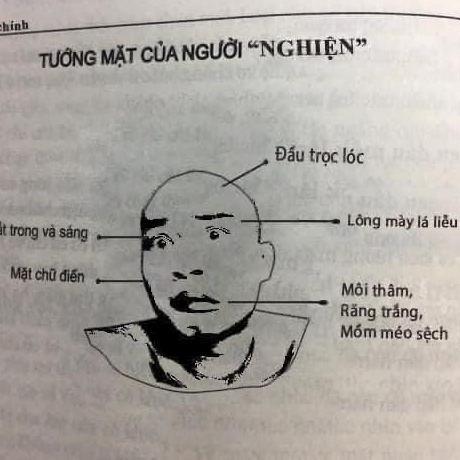 chính
TƯỚNG MẶT CỦA NGƯỜI "NGHIỆN"
Đầu trọc lóc
Lông mày lá liễu
trong và sáng
Mặt chữ điền
Môi thâm,
Răng trắng,
Mồm méo sệch